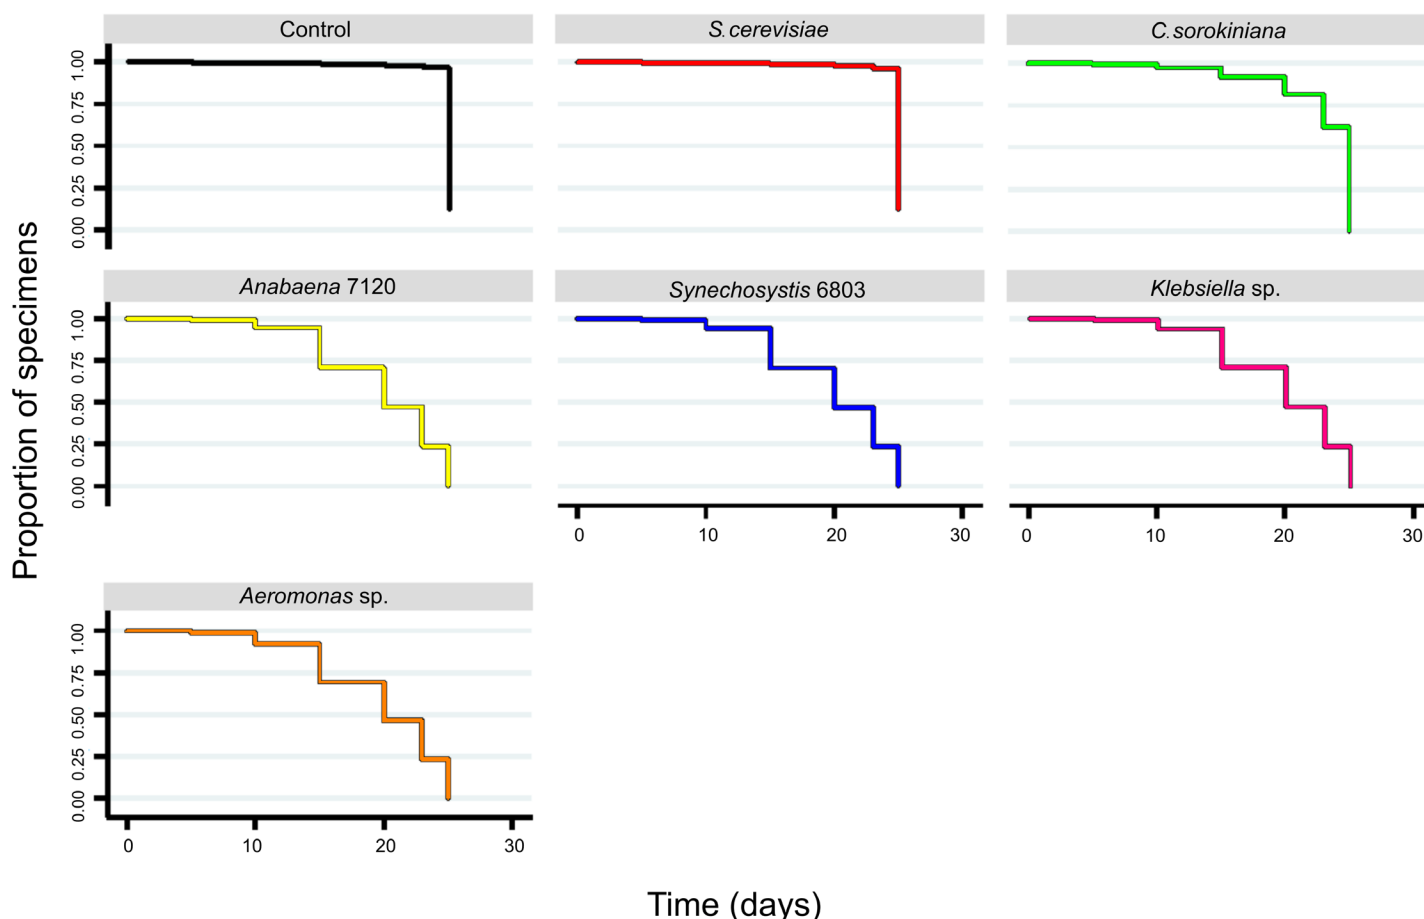 Control
S.cerevisiae
C.sorokiniana
1.00
0.75
0.50
0.25
0.00
Proportion of specimens
Anabaena 7120
Synechosystis 6803
Klebsiella sp.
1.00
0.75
0.50
0.25
0.00
0 10 20 30
0 10 20 30
Aeromonas sp.
1.00
0.75
0.50
0.25
0.00
0 10 20 30
Time (days)